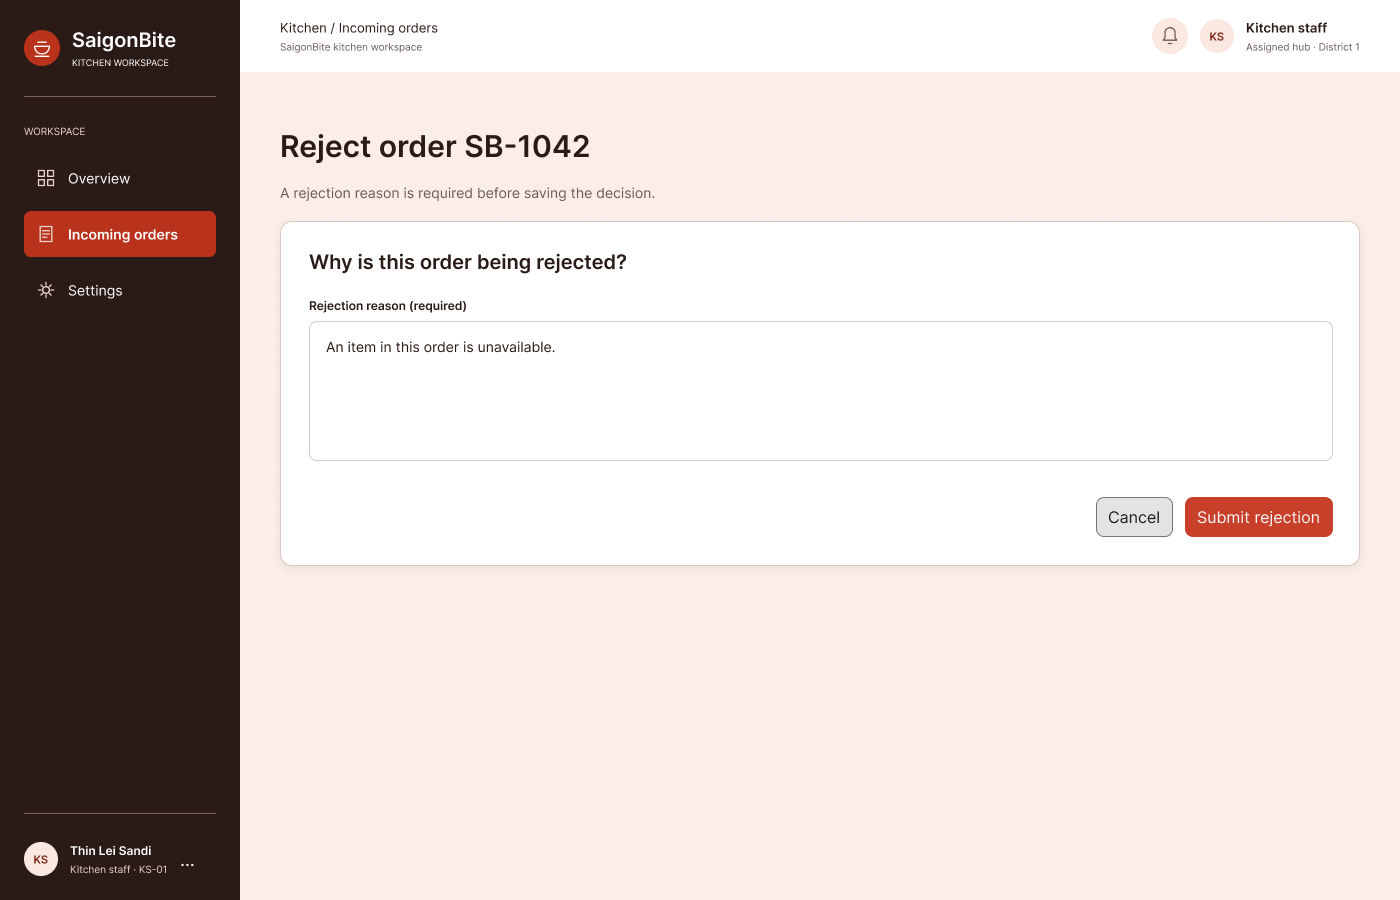 SaigonBite
KITCHEN WORKSPACE
WORKSPACE
Overview
Incoming orders
Settings
KS
Thin Lei Sandi
Kitchen staff · KS-01
...
Kitchen / Incoming orders
SaigonBite kitchen workspace
KS
Kitchen staff
Assigned hub · District 1
Reject order SB-1042
A rejection reason is required before saving the decision.
Why is this order being rejected?
Rejection reason (required)
An item in this order is unavailable.
Cancel
Submit rejection